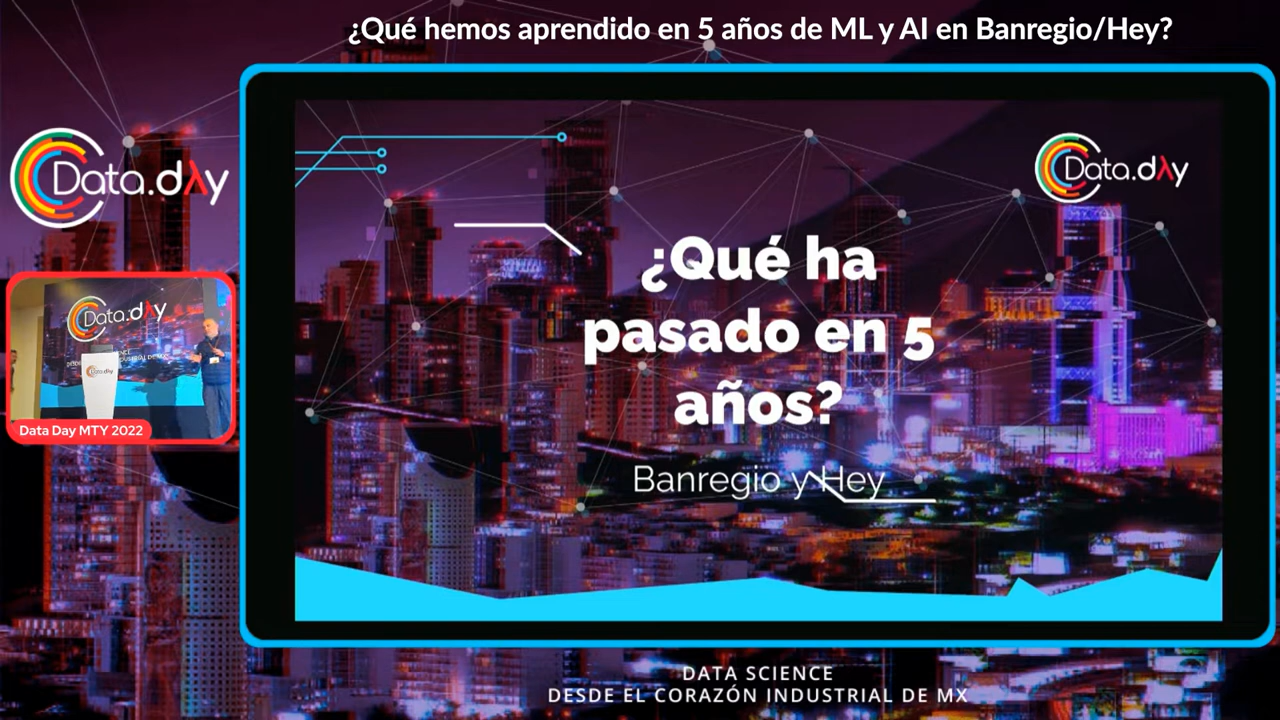 ¿Qué hemos aprendido en 5 años de ML y AI en Banregio/Hey?
Data.dλy
Data.dλy
¿Qué ha
pasado en 5
años?
Banregio y Hey
Data.dλy
Data.dλy
Data Day MTY 2022
DATA SCIENCE
DESDE EL CORAZÓN INDUSTRIAL DE MX